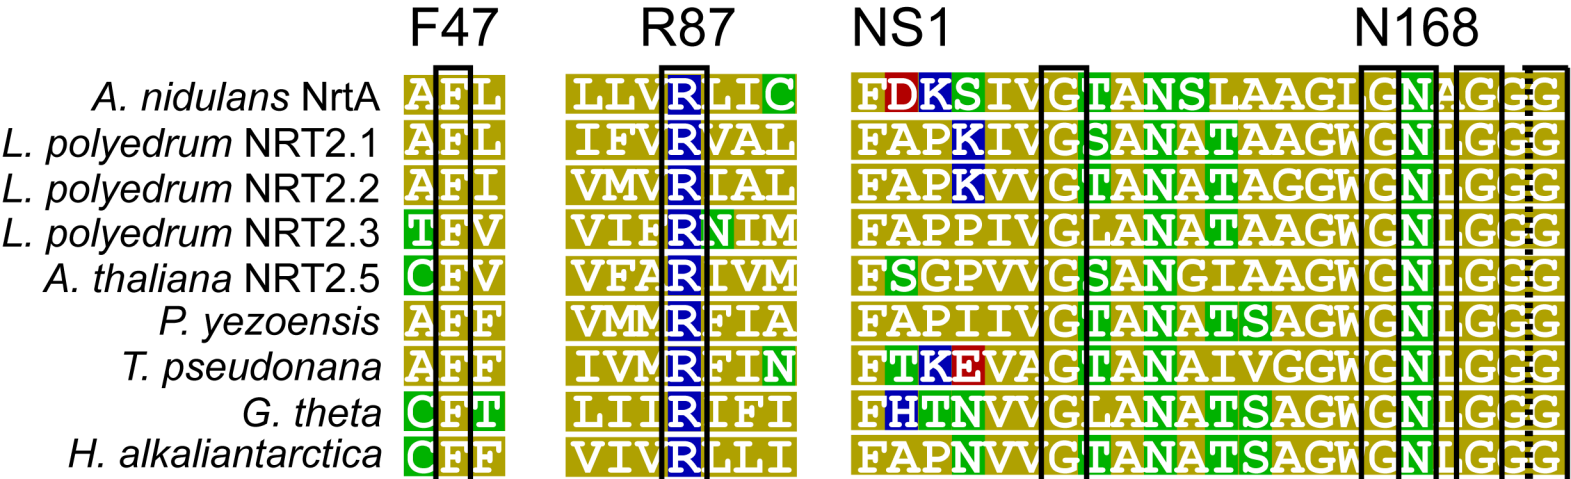 F47 R87 NS1 N168
A. nidulans NrtA AFL LLVRLIC FDKSIVGTANSLAAGLGNAGGG
L. polyedrum NRT2.1 AFL IFVRVAL FAPKIVGSANATAAGWGNLGGG
L. polyedrum NRT2.2 AFI VMVRIAL FAPKVVGTANATAGGWGNLGGG
L. polyedrum NRT2.3 TFV VIFRNIM FAPPIVGLANATAAGWGNLGGG
A. thaliana NRT2.5 CFV VFARIVM FSGPVVGSANGIAAGWGNLGGG
P. yezoensis AFF VMMRFIA FAPIIVGTANATSAGWGNLGGG
T. pseudonana AFF IVMRFIN FTKEVAGTANAIVGGWGNLGGG
G. theta CFT LIIRIFI FHTNVVGLANATSAGWGNLGGG
H. alkaliantarctica CFF VIVRLLI FAPNVVGTANATSAGWGNLGGG